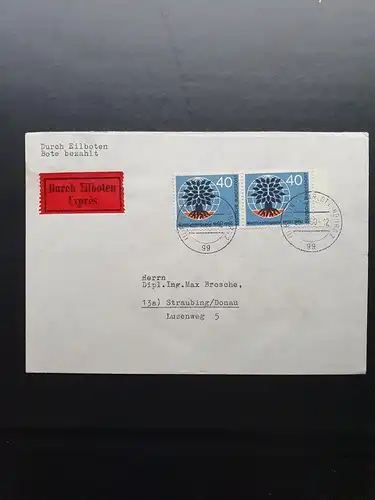 Durch Eilboten
Bote bezahlt
Durch Eilboten
Exprès
40
40
99
99
Herrn
Dipl.Ing.Max Brosche,
13a) Straubing/Donau
Luzenweg 5